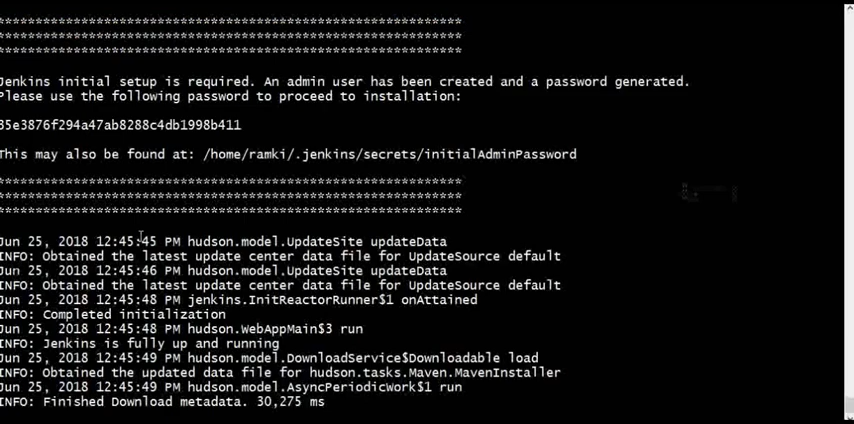 **************************************************************
**************************************************************
**************************************************************
Jenkins initial setup is required. An admin user has been created and a password generated.
Please use the following password to proceed to installation:
35e3876f294a47ab8288c4db1998b411
This may also be found at: /home/ramki/.jenkins/secrets/initialAdminPassword
**************************************************************
**************************************************************
**************************************************************
Jun 25, 2018 12:45:45 PM hudson.model.UpdateSite updateData
INFO: Obtained the latest update center data file for UpdateSource default
Jun 25, 2018 12:45:46 PM hudson.model.UpdateSite updateData
INFO: Obtained the latest update center data file for UpdateSource default
Jun 25, 2018 12:45:48 PM jenkins.InitReactorRunner$1 onAttained
INFO: Completed initialization
Jun 25, 2018 12:45:48 PM hudson.WebAppMain$3 run
INFO: Jenkins is fully up and running
Jun 25, 2018 12:45:49 PM hudson.model.DownloadService$Downloadable load
INFO: Obtained the updated data file for hudson.tasks.Maven.MavenInstaller
Jun 25, 2018 12:45:49 PM hudson.model.AsyncPeriodicWork$1 run
INFO: Finished Download metadata. 30,275 ms